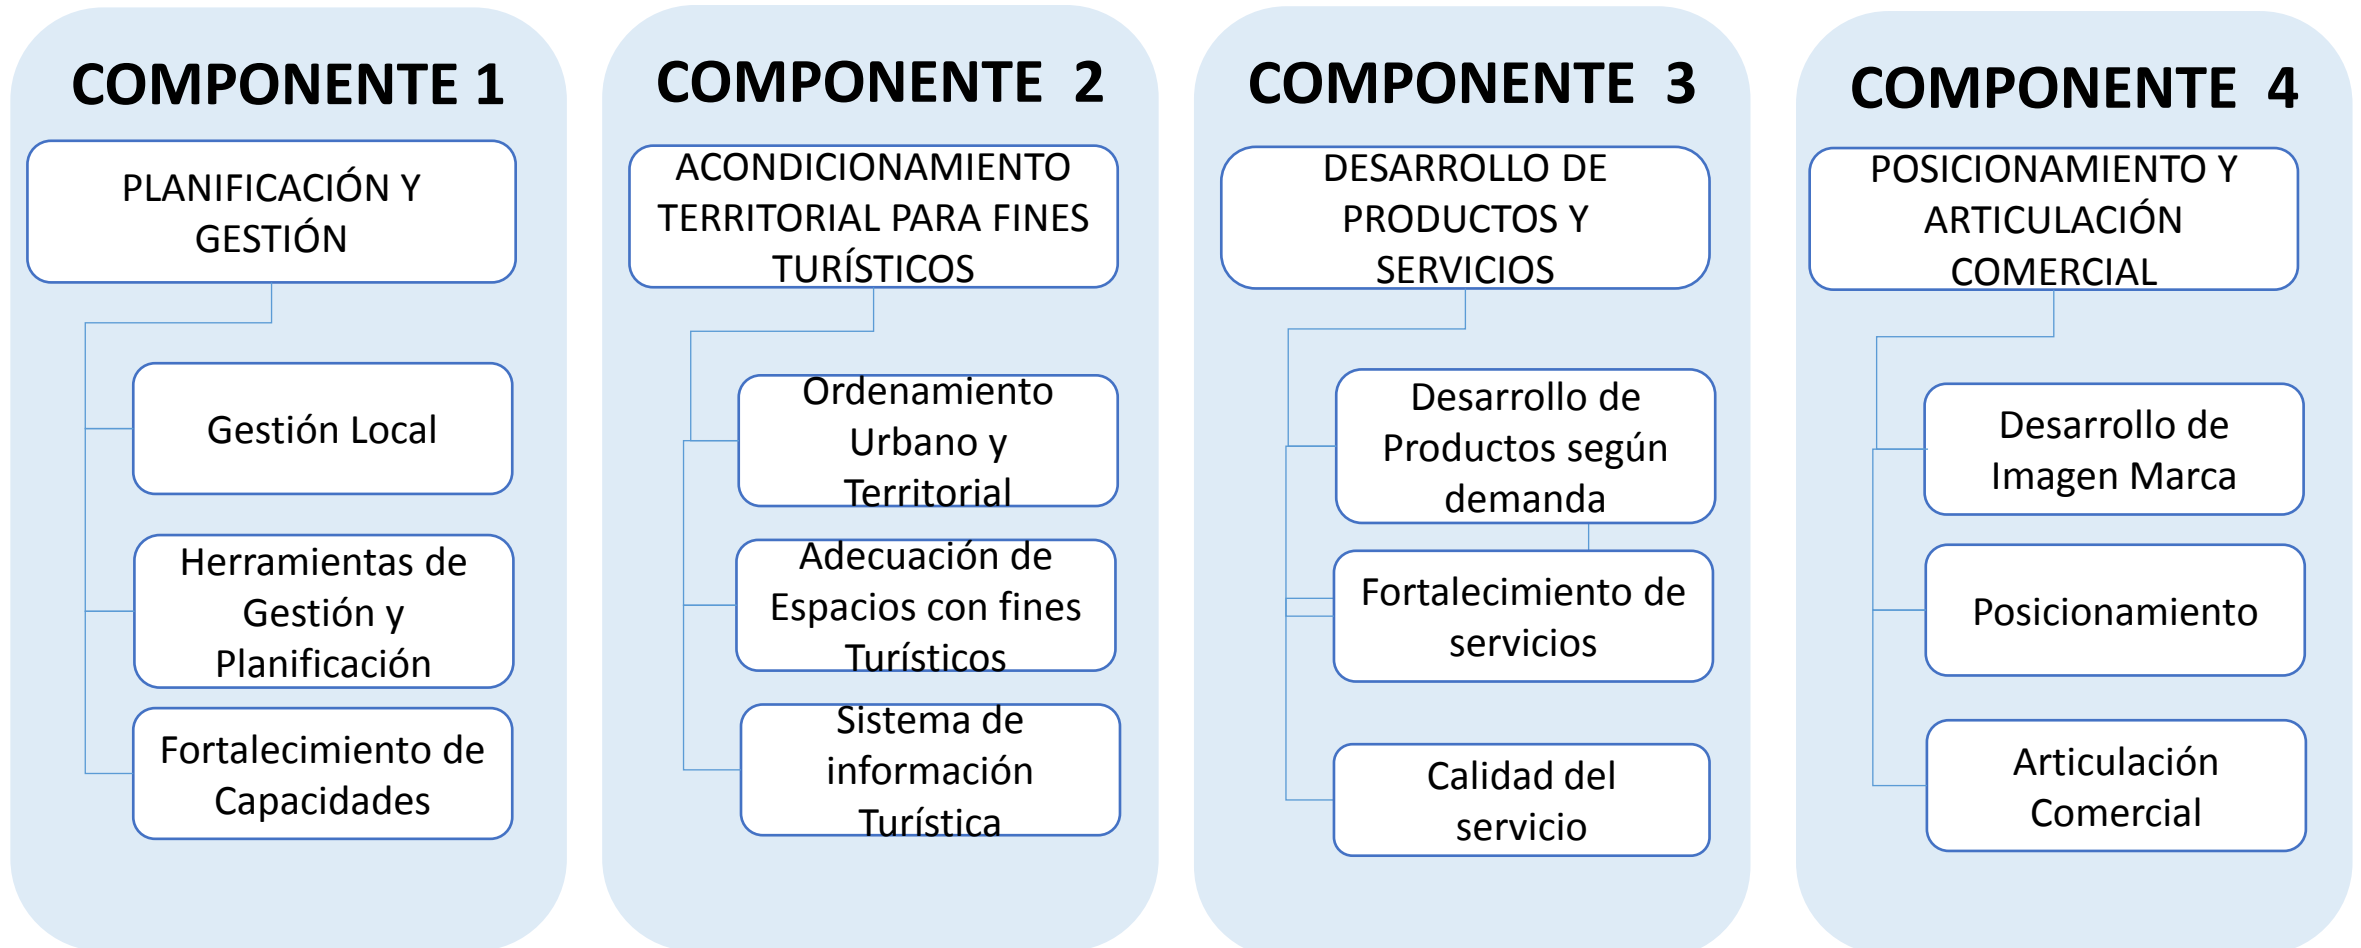 COMPONENTE 1
PLANIFICACIÓN Y
GESTIÓN
Gestión Local
Herramientas de
Gestión y
Planificación
Fortalecimiento de
Capacidades
COMPONENTE 2
ACONDICIONAMIENTO
TERRITORIAL PARA FINES
TURÍSTICOS
Ordenamiento
Urbano y
Territorial
Adecuación de
Espacios con fines
Turísticos
Sistema de
información
Turística
COMPONENTE 3
DESARROLLO DE
PRODUCTOS Y
SERVICIOS
Desarrollo de
Productos según
demanda
Fortalecimiento de
servicios
Calidad del
servicio
COMPONENTE 4
POSICIONAMIENTO Y
ARTICULACIÓN
COMERCIAL
Desarrollo de
Imagen Marca
Posicionamiento
Articulación
Comercial